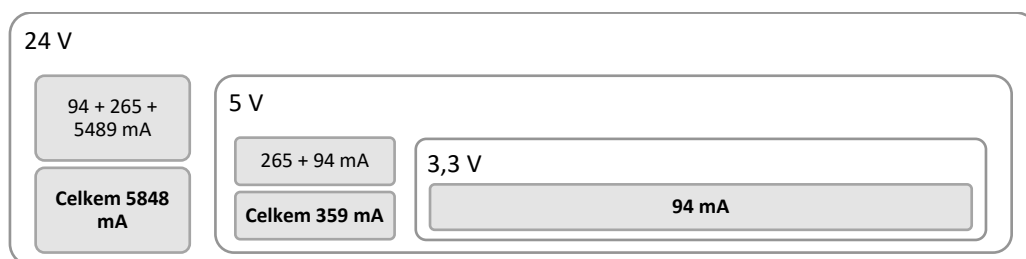 24 V
94 + 265 +
5489 mA
Celkem 5848
mA
5 V
265 + 94 mA
Celkem 359 mA
3,3 V
94 mA